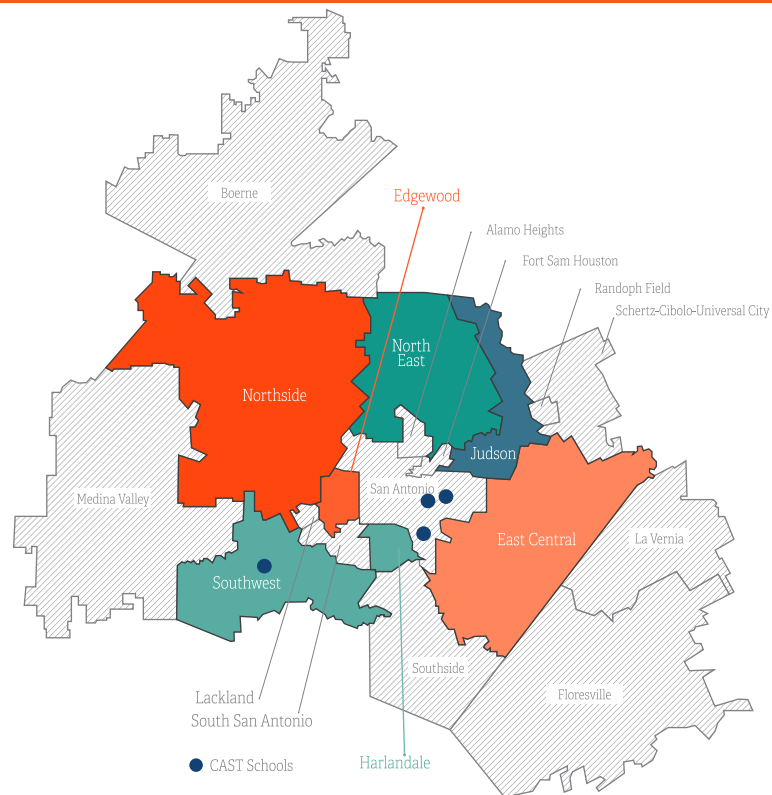 Boerne
Edgewood
Alamo Heights
Fort Sam Houston
Randoph Field
Schertz-Cibolo-Universal City
North
East
Northside
Judson
San Antonio
Medina Valley
East Central
La Vernia
Southwest
Southside
Floresville
Lackland
South San Antonio
Harlandale
CAST Schools